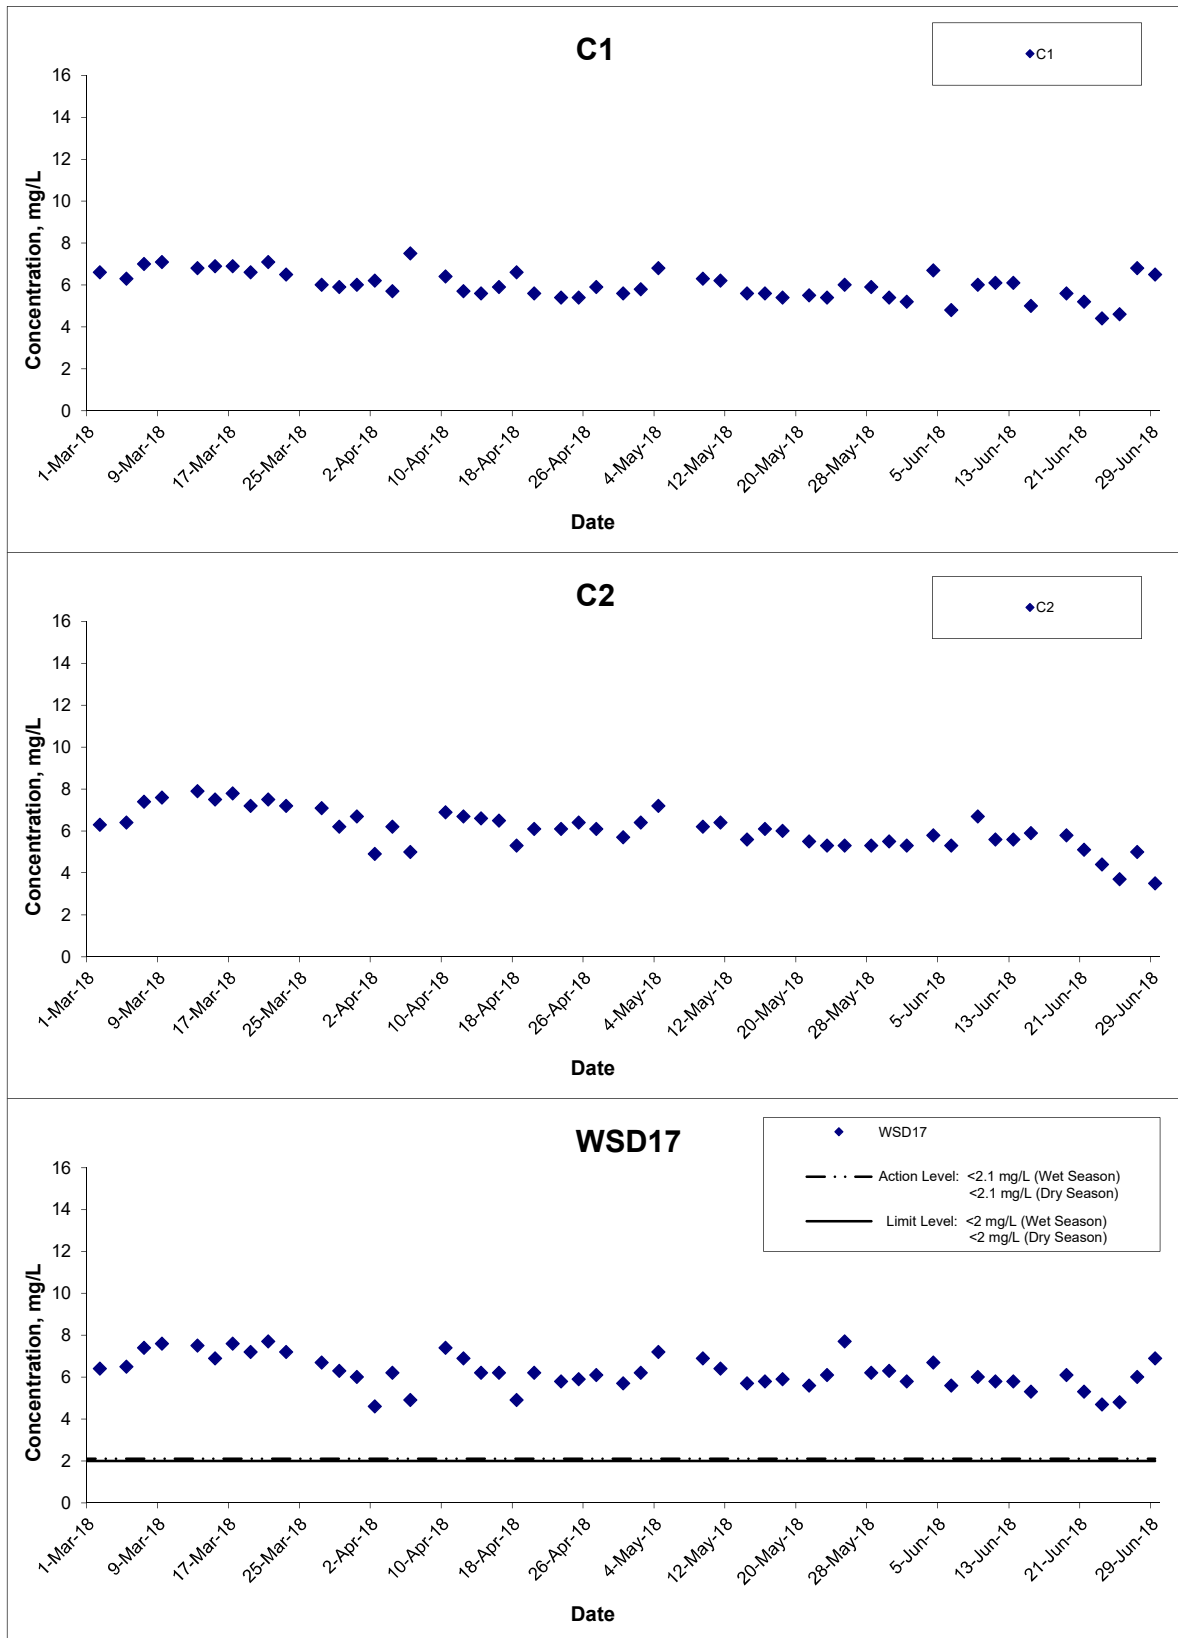 C1
C1
Concentration, mg/L
16
14
12
10
8
6
4
2
0
1-Mar-18
9-Mar-18
17-Mar-18
25-Mar-18
2-Apr-18
10-Apr-18
18-Apr-18
26-Apr-18
4-May-18
12-May-18
20-May-18
28-May-18
5-Jun-18
13-Jun-18
21-Jun-18
29-Jun-18
Date
C2
C2
Concentration, mg/L
16
14
12
10
8
6
4
2
0
1-Mar-18
9-Mar-18
17-Mar-18
25-Mar-18
2-Apr-18
10-Apr-18
18-Apr-18
26-Apr-18
4-May-18
12-May-18
20-May-18
28-May-18
5-Jun-18
13-Jun-18
21-Jun-18
29-Jun-18
Date
WSD17
WSD17
Action Level: <2.1 mg/L (Wet Season)
<2.1 mg/L (Dry Season)
Limit Level: <2 mg/L (Wet Season)
<2 mg/L (Dry Season)
Concentration, mg/L
16
14
12
10
8
6
4
2
0
1-Mar-18
9-Mar-18
17-Mar-18
25-Mar-18
2-Apr-18
10-Apr-18
18-Apr-18
26-Apr-18
4-May-18
12-May-18
20-May-18
28-May-18
5-Jun-18
13-Jun-18
21-Jun-18
29-Jun-18
Date